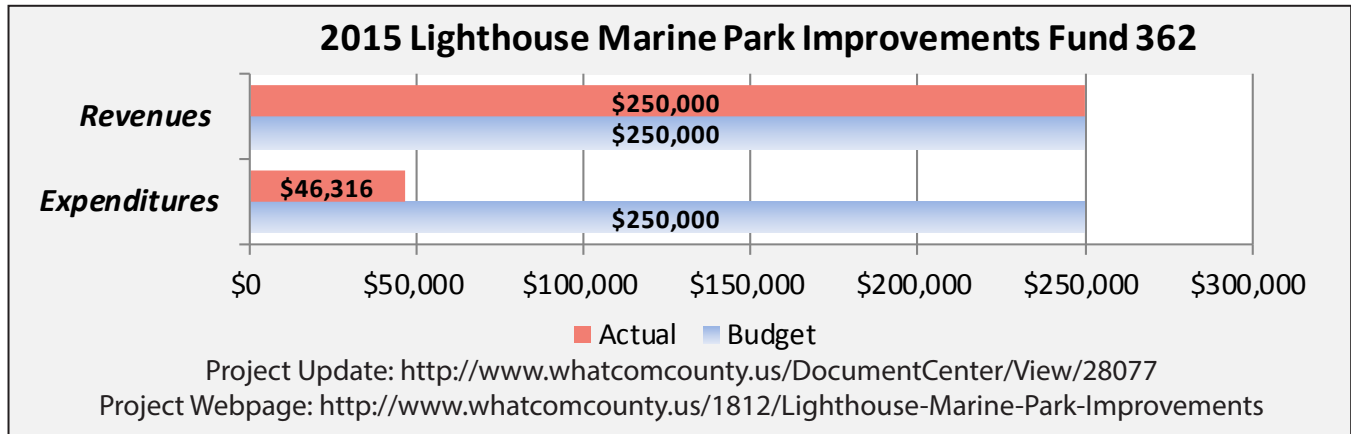 2015 Lighthouse Marine Park Improvements Fund 362
Revenues
$250,000
$250,000
Expenditures
$46,316
$250,000
$0 $50,000 $100,000 $150,000 $200,000 $250,000 $300,000
Actual Budget
Project Update: http://www.whatcomcounty.us/DocumentCenter/View/28077
Project Webpage: http://www.whatcomcounty.us/1812/Lighthouse-Marine-Park-Improvements